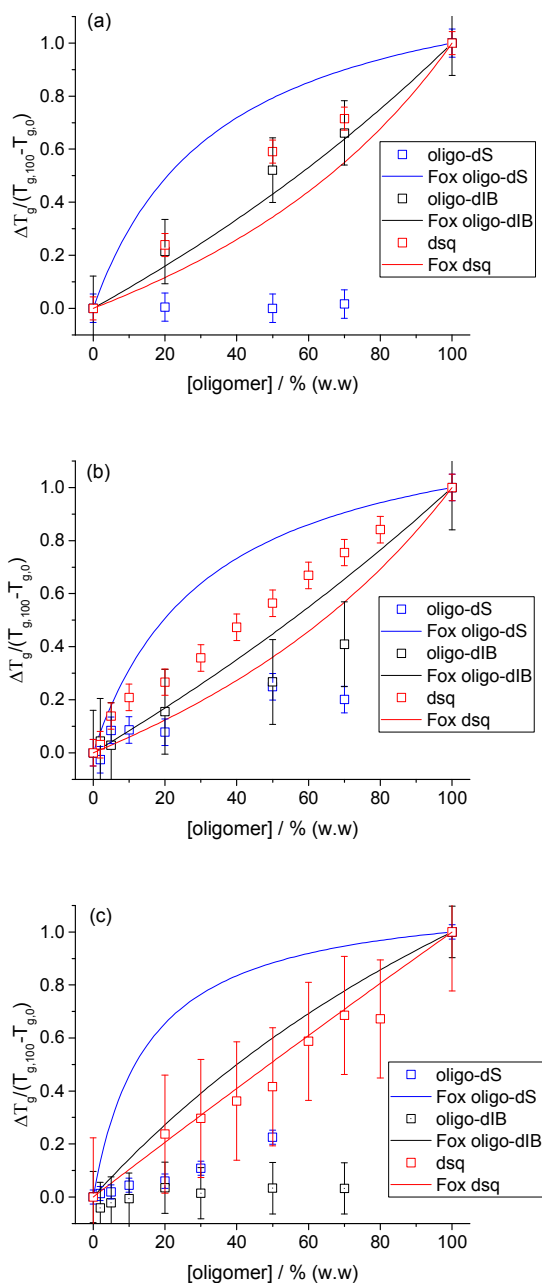 (a)
1.0
0.8
0.6
0.4
0.2
0.0
ΔTg/(Tg,100-Tg,0)
oligo-dS
Fox oligo-dS
oligo-dIB
Fox oligo-dIB
dsq
Fox dsq
0 20 40 60 80 100
[oligomer] / % (w.w)
(b)
1.0
0.8
0.6
0.4
0.2
0.0
ΔTg/(Tg,100-Tg,0)
oligo-dS
Fox oligo-dS
oligo-dIB
Fox oligo-dIB
dsq
Fox dsq
0 20 40 60 80 100
[oligomer] / % (w.w)
(c)
1.0
0.8
0.6
0.4
0.2
0.0
ΔTg/(Tg,100-Tg,0)
oligo-dS
Fox oligo-dS
oligo-dIB
Fox oligo-dIB
dsq
Fox dsq
0 20 40 60 80 100
[oligomer] / % (w.w)